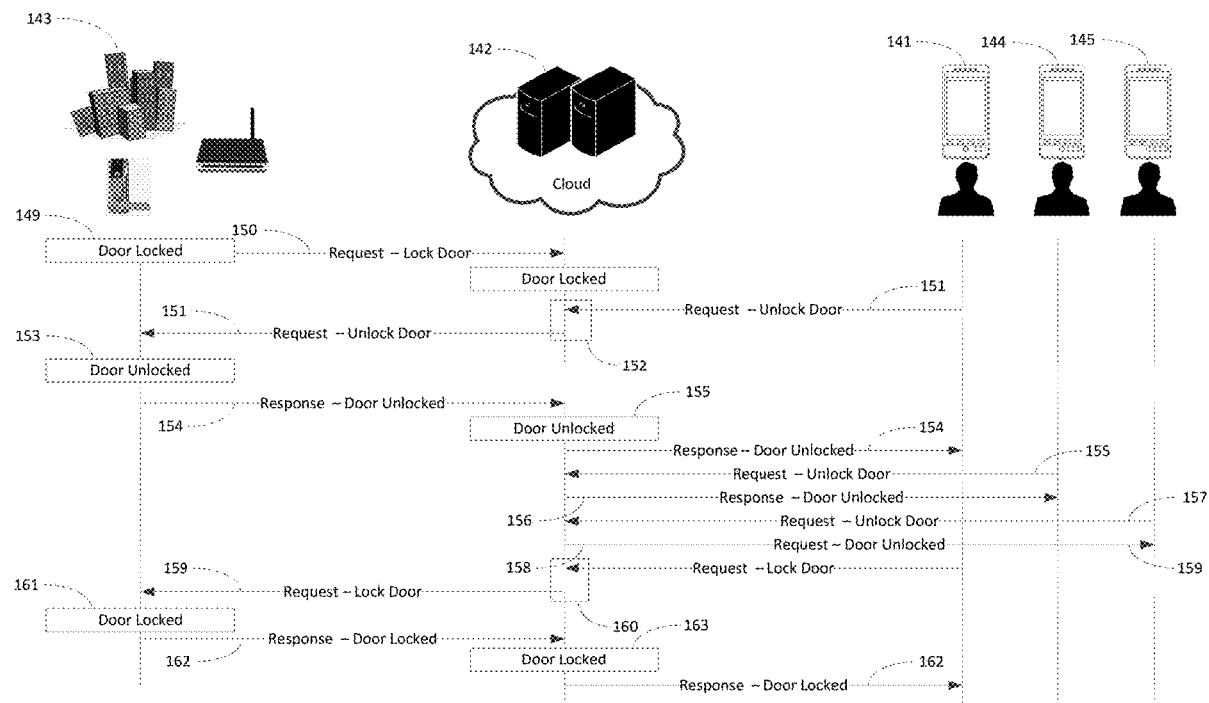 143
142
141
144
145
Cloud
149
150
Door Locked
Request -- Lock Door
Door Locked
151
151
Request -- Unlock Door
Request -- Unlock Door
153
152
Door Unlocked
155
Response -- Door Unlocked
154
Door Unlocked
154
Response -- Door Unlocked
155
Request -- Unlock Door
Response -- Door Unlocked
157
156
Request -- Unlock Door
Request -- Door Unlocked
161
159
158
Request -- Lock Door
159
Request -- Lock Door
Door Locked
160
163
Response -- Door Locked
162
Door Locked
162
Response -- Door Locked